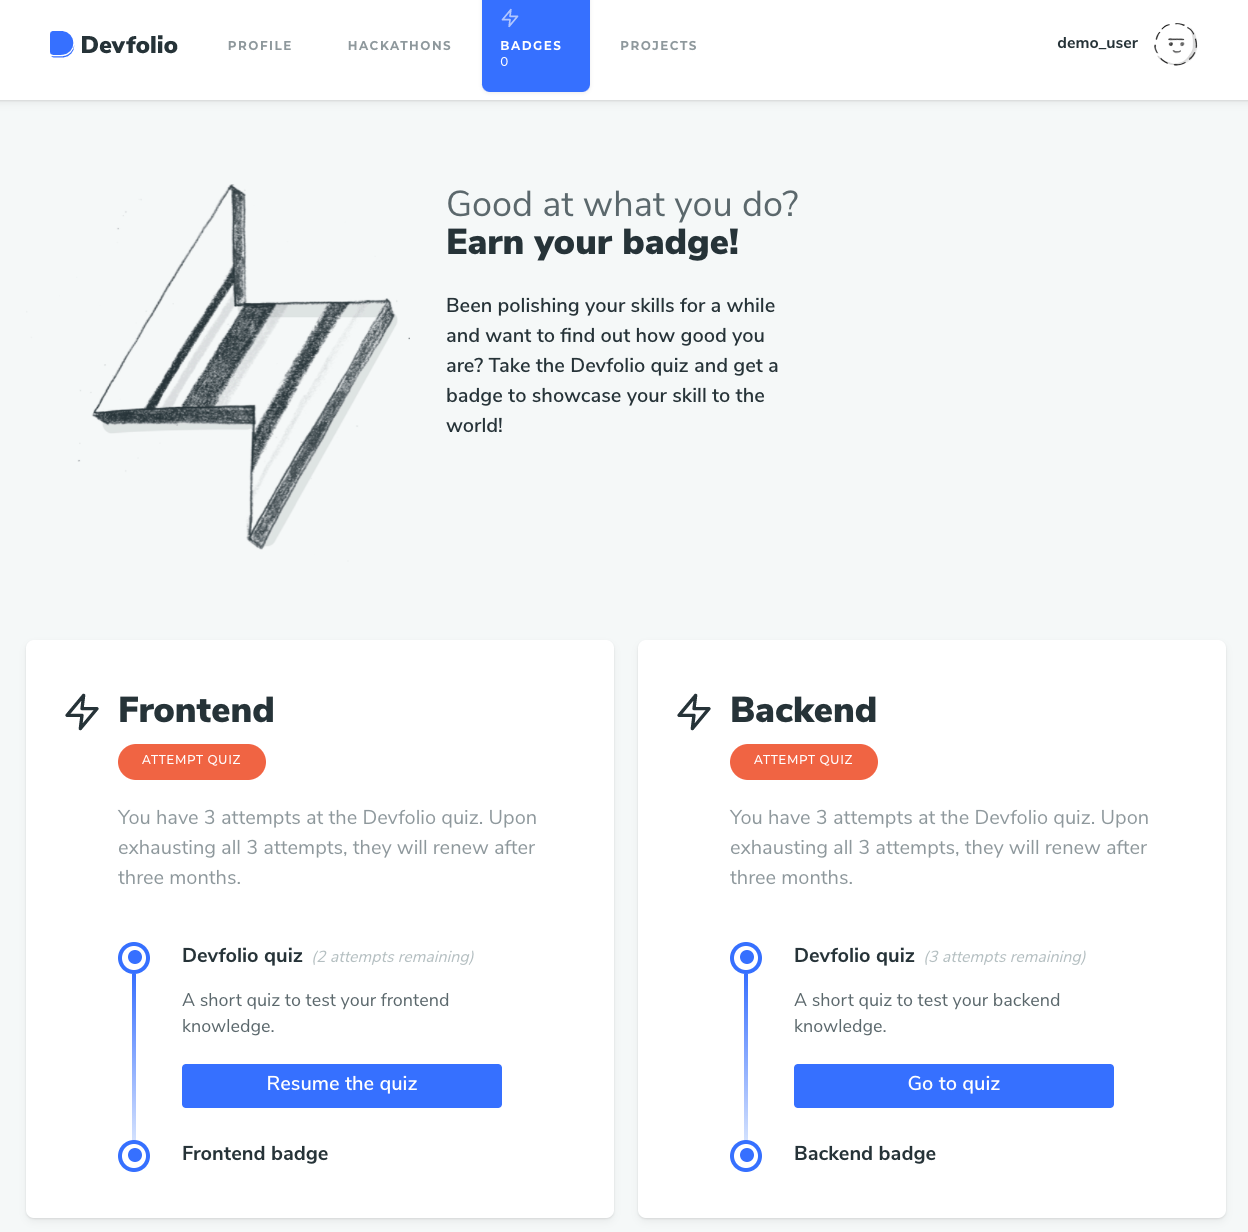 Devfolio
PROFILE
HACKATHONS
BADGES
0
PROJECTS
demo_user
Good at what you do?
Earn your badge!
Been polishing your skills for a while
and want to find out how good you
are? Take the Devfolio quiz and get a
badge to showcase your skill to the
world!
Frontend
ATTEMPT QUIZ
You have 3 attempts at the Devfolio quiz. Upon
exhausting all 3 attempts, they will renew after
three months.
Devfolio quiz (2 attempts remaining)
A short quiz to test your frontend
knowledge.
Resume the quiz
Frontend badge
Backend
ATTEMPT QUIZ
You have 3 attempts at the Devfolio quiz. Upon
exhausting all 3 attempts, they will renew after
three months.
Devfolio quiz (3 attempts remaining)
A short quiz to test your backend
knowledge.
Go to quiz
Backend badge